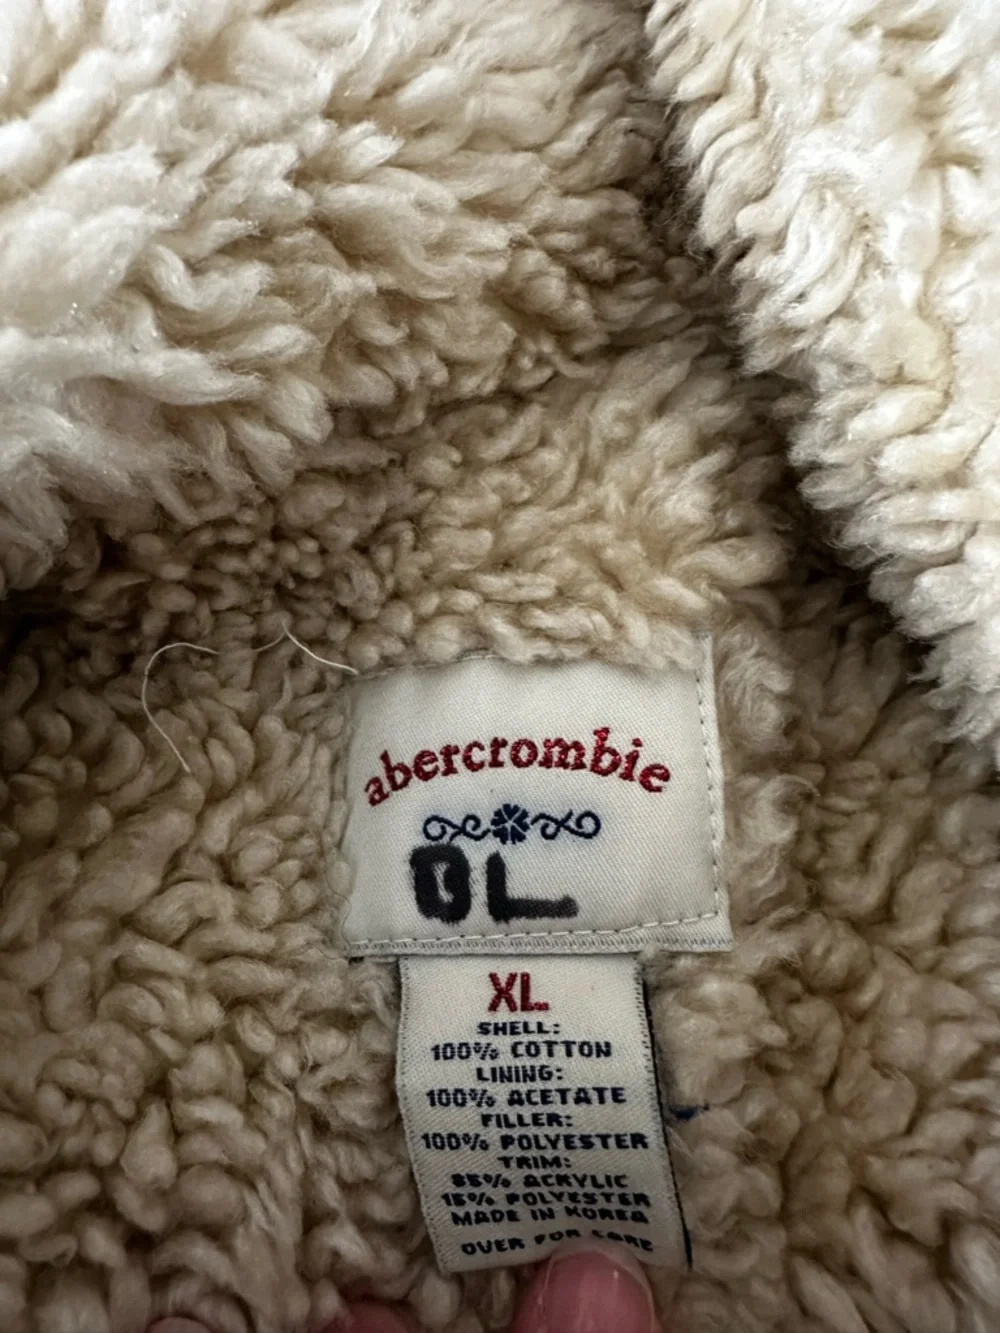 abercrombie
XL
SHELL:
100% COTTON
LINING:
100% ACETATE
FILLER:
100% POLYESTER
TRIM:
85% ACRYLIC
15% POLYESTER
MADE IN KOREA
OVER FOR CARE